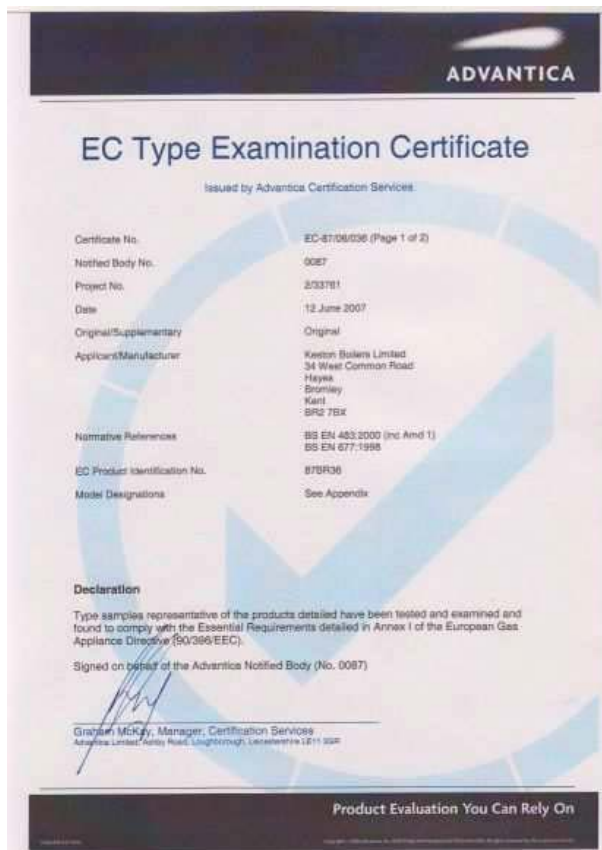 ADVANTICA
EC Type Examination Certificate
Issued by Advantica Certification Services
Certificate No. EC-87/06/036 (Page 1 of 2)
Notified Body No. 0087
Project No. 2/33761
Date 12 June 2007
Original/Supplementary Original
Applicant/Manufacturer Keston Boilers Limited
34 West Common Road
Hayes
Bromley
Kent
BR2 7BX
Normative References BS EN 483:2000 (inc Amd 1)
BS EN 677:1998
EC Product Identification No. 87BR36
Model Designations See Appendix
Declaration
Type samples representative of the products detailed have been tested and examined and
found to comply with the Essential Requirements detailed in Annex I of the European Gas
Appliance Directive (90/396/EEC).
Signed on behalf of the Advantica Notified Body (No. 0087)
Graham McKay, Manager, Certification Services
Advantica Limited, Ashby Road, Loughborough, Leicestershire LE11 3GR
Product Evaluation You Can Rely On